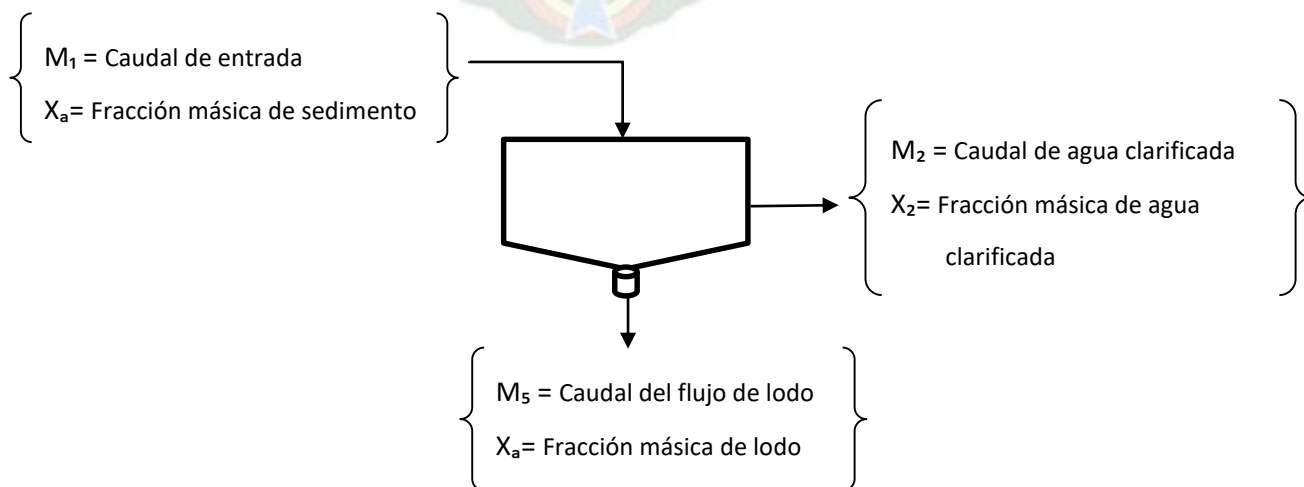 M₁ = Caudal de entrada
Xₐ= Fracción másica de sedimento
M₂ = Caudal de agua clarificada
X₂= Fracción másica de agua
clarificada
M₅ = Caudal del flujo de lodo
Xₐ= Fracción másica de lodo